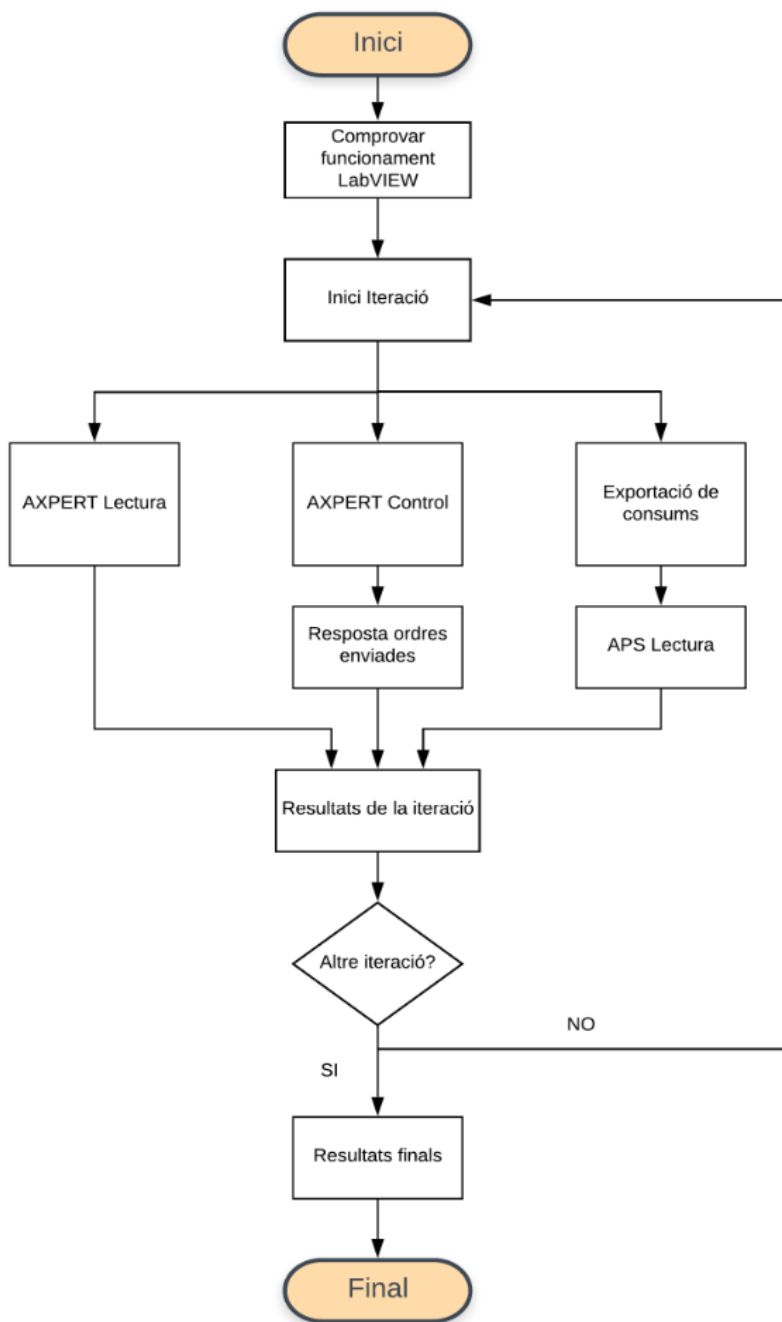 Inici
Comprovar
funcionament
LabVIEW
Inici Iteració
AXPERT Lectura
AXPERT Control
Exportació de
consums
Resposta ordres
enviades
APS Lectura
Resultats de la iteració
Altre iteració?
NO
SI
Resultats finals
Final